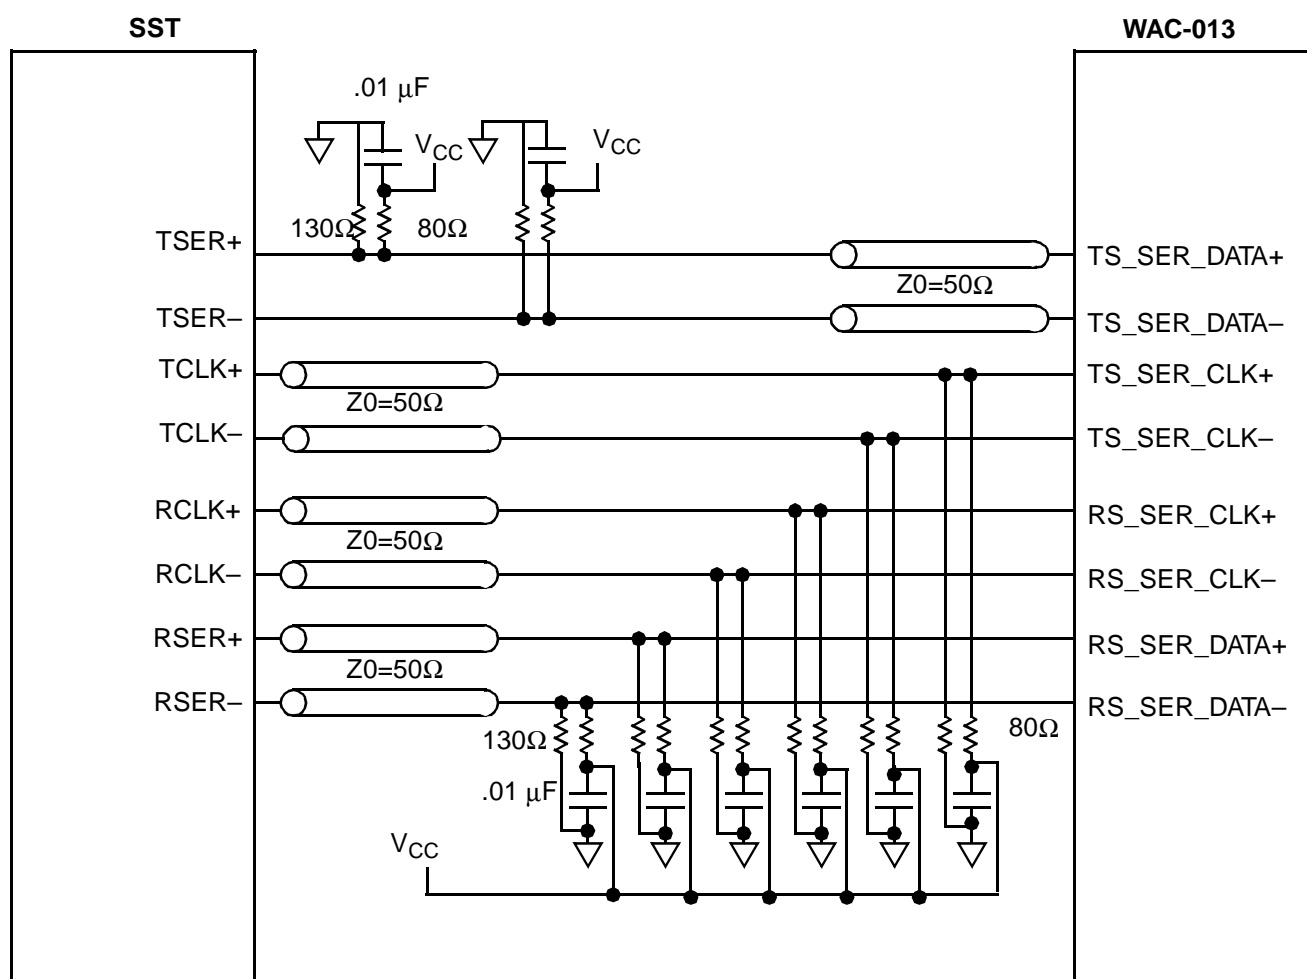 SST
WAC-013
.01 μF
VCC
VCC
130Ω
80Ω
TSER+
TS_SER_DATA+
Z0=50Ω
TSER–
TS_SER_DATA–
TCLK+
TS_SER_CLK+
Z0=50Ω
TCLK–
TS_SER_CLK–
RCLK+
RS_SER_CLK+
Z0=50Ω
RCLK–
RS_SER_CLK–
RSER+
RS_SER_DATA+
Z0=50Ω
RSER–
RS_SER_DATA–
130Ω
80Ω
.01 μF
VCC